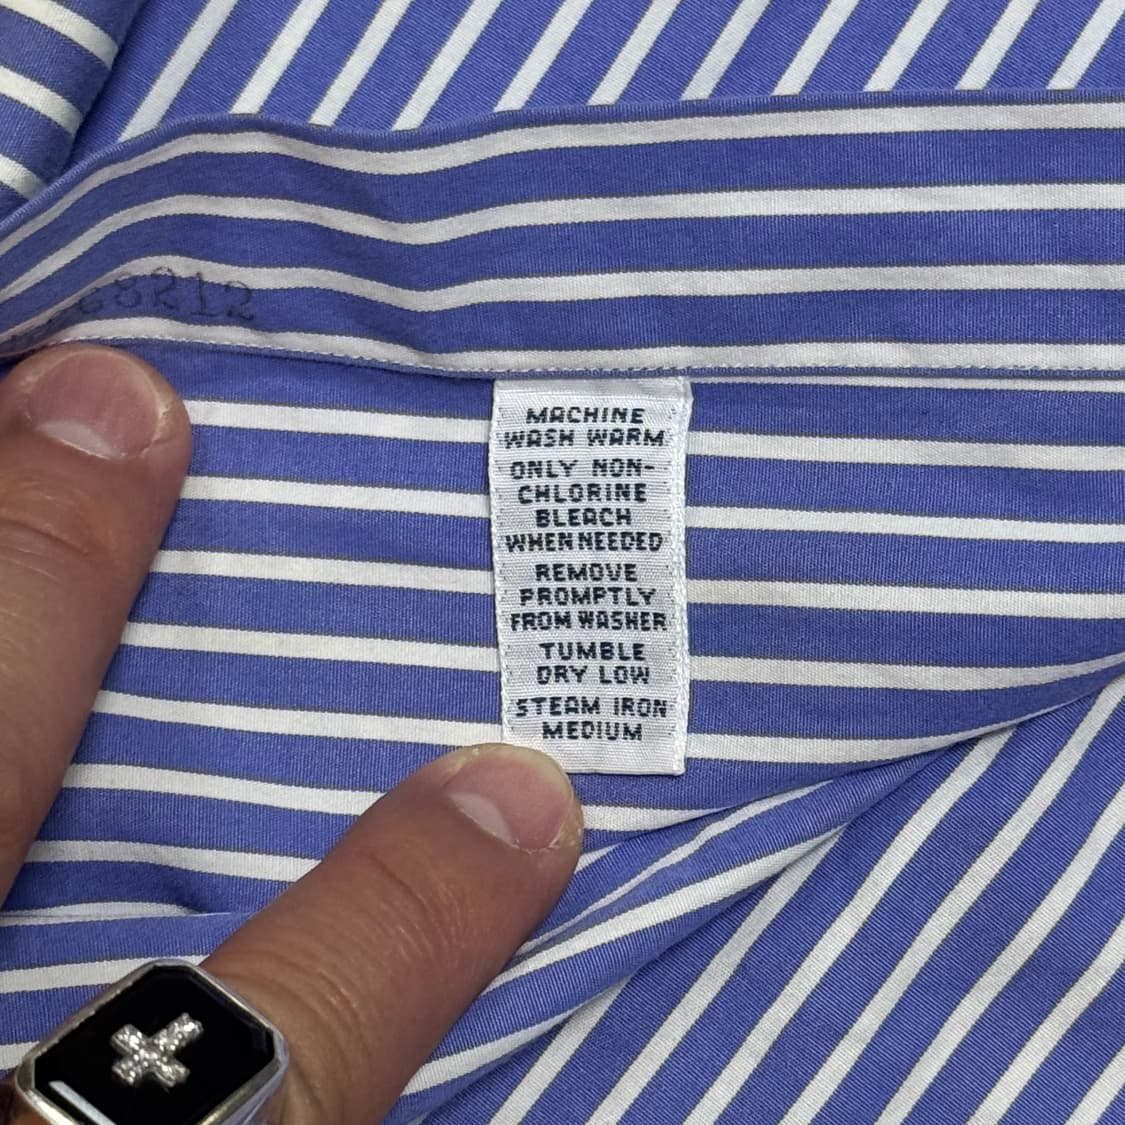 68212
MACHINE
WASH WARM
ONLY NON-
CHLORINE
BLEACH
WHEN NEEDED
REMOVE
PROMPTLY
FROM WASHER
TUMBLE
DRY LOW
STEAM IRON
MEDIUM